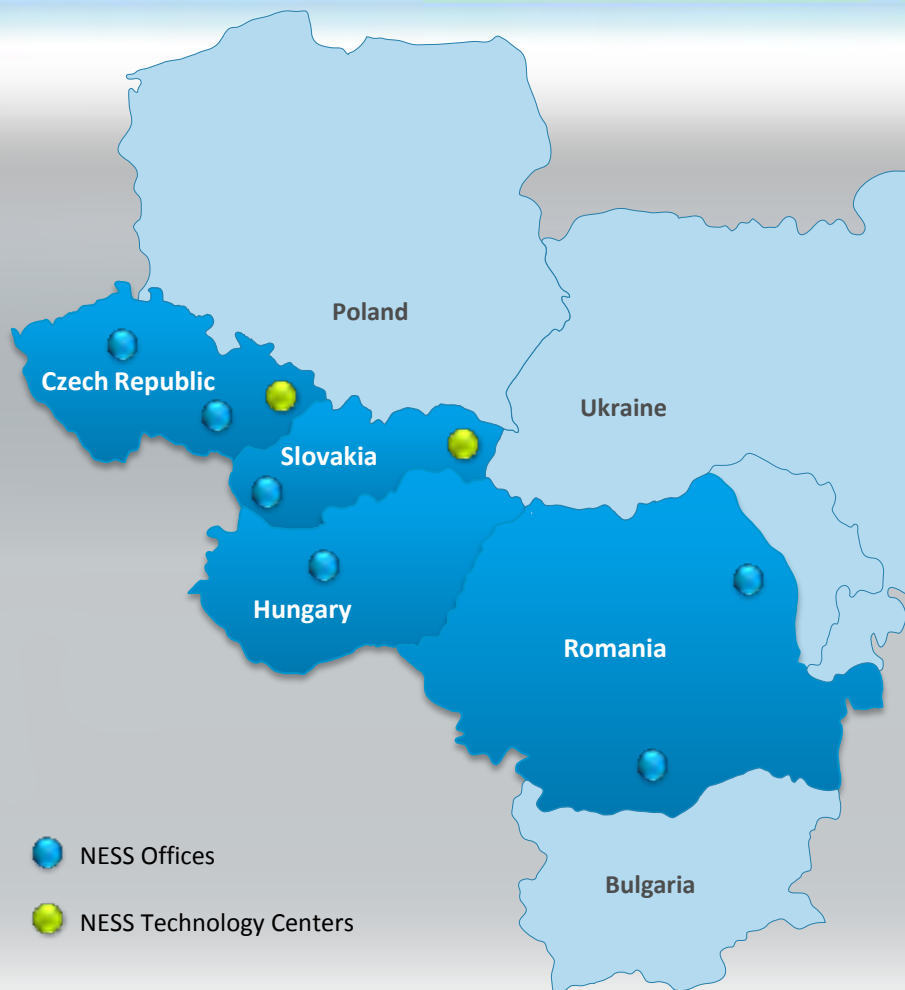 Poland
Czech Republic
Ukraine
Slovakia
Hungary
Romania
NESS Offices
Bulgaria
NESS Technology Centers